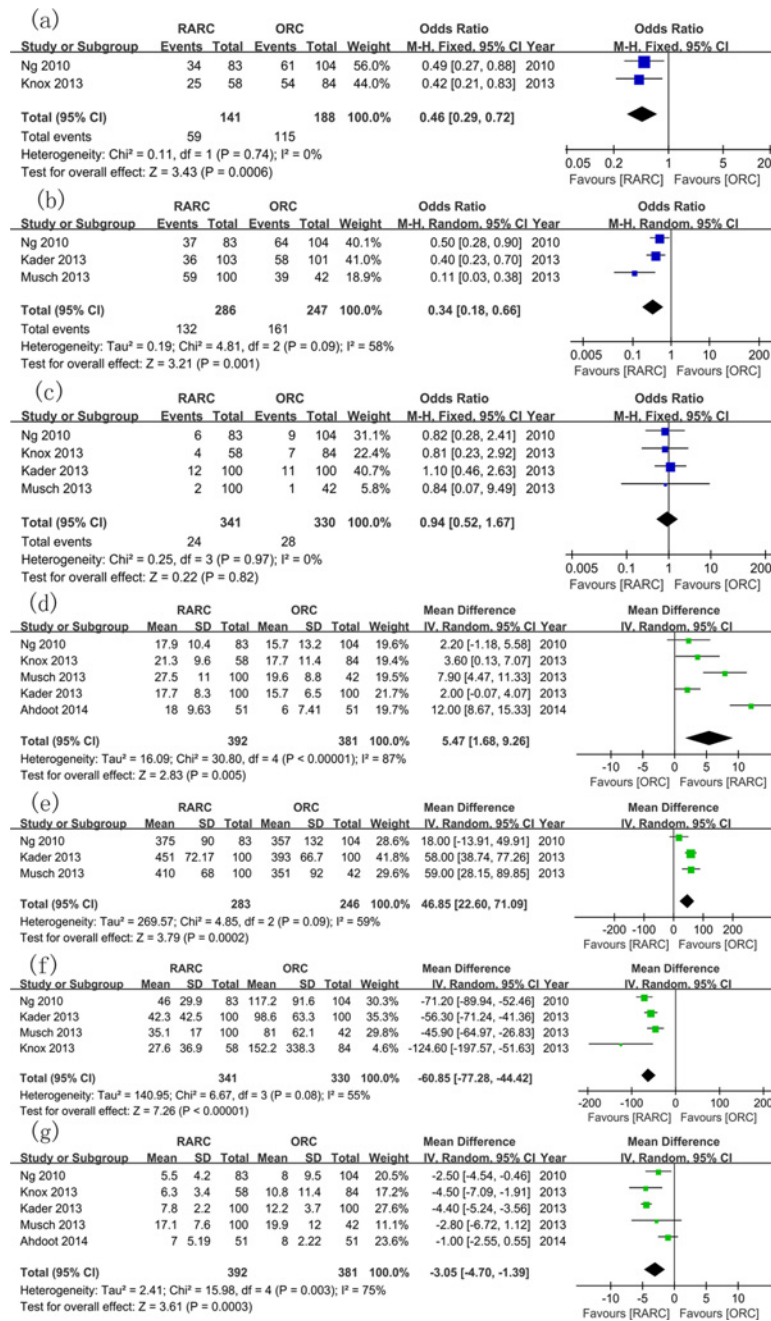 (a)
RARC ORC Odds Ratio Odds Ratio
Study or Subgroup Events Total Events Total Weight M-H, Fixed, 95% CI Year M-H, Fixed, 95% CI
Ng 2010 34 83 61 104 56.0% 0.49 [0.27, 0.88] 2010
Knox 2013 25 58 54 84 44.0% 0.42 [0.21, 0.83] 2013
Total (95% CI) 141 188 100.0% 0.46 [0.29, 0.72]
Total events 59 115
Heterogeneity: Chi² = 0.11, df = 1 (P = 0.74); I² = 0%
Test for overall effect: Z = 3.43 (P = 0.0006)
0.05 0.2 1 5 20
Favours [RARC] Favours [ORC]
(b)
RARC ORC Odds Ratio Odds Ratio
Study or Subgroup Events Total Events Total Weight M-H, Random, 95% CI Year M-H, Random, 95% CI
Ng 2010 37 83 64 104 40.1% 0.50 [0.28, 0.90] 2010
Kader 2013 36 103 58 101 41.0% 0.40 [0.23, 0.70] 2013
Musch 2013 59 100 39 42 18.9% 0.11 [0.03, 0.38] 2013
Total (95% CI) 286 247 100.0% 0.34 [0.18, 0.66]
Total events 132 161
Heterogeneity: Tau² = 0.19; Chi² = 4.81, df = 2 (P = 0.09); I² = 58%
Test for overall effect: Z = 3.21 (P = 0.001)
0.005 0.1 1 10 200
Favours [RARC] Favours [ORC]
(c)
RARC ORC Odds Ratio Odds Ratio
Study or Subgroup Events Total Events Total Weight M-H, Fixed, 95% CI Year M-H, Fixed, 95% CI
Ng 2010 6 83 9 104 31.1% 0.82 [0.28, 2.41] 2010
Knox 2013 4 58 7 84 22.4% 0.81 [0.23, 2.92] 2013
Kader 2013 12 100 11 100 40.7% 1.10 [0.46, 2.63] 2013
Musch 2013 2 100 1 42 5.8% 0.84 [0.07, 9.49] 2013
Total (95% CI) 341 330 100.0% 0.94 [0.52, 1.67]
Total events 24 28
Heterogeneity: Chi² = 0.25, df = 3 (P = 0.97); I² = 0%
Test for overall effect: Z = 0.22 (P = 0.82)
0.1 1 10 200
Favours [RARC] Favours [ORC]
(d)
RARC ORC Mean Difference Mean Difference
Study or Subgroup Mean SD Total Mean SD Total Weight IV, Random, 95% CI Year IV, Random, 95% CI
Ng 2010 17.9 10.4 83 15.7 13.2 104 19.6% 2.20 [-1.18, 5.58] 2010
Knox 2013 21.3 9.6 58 17.7 11.4 84 19.4% 3.60 [0.13, 7.07] 2013
Musch 2013 27.5 11 100 19.6 8.8 42 19.5% 7.90 [4.47, 11.33] 2013
Kader 2013 17.7 8.3 100 15.7 6.5 100 21.7% 2.00 [-0.07, 4.07] 2013
Ahdoot 2014 18 9.63 51 6 7.41 51 19.7% 12.00 [8.67, 15.33] 2014
Total (95% CI) 392 381 100.0% 5.47 [1.68, 9.26]
Heterogeneity: Tau² = 16.09; Chi² = 30.80, df = 4 (P < 0.00001); I² = 87%
Test for overall effect: Z = 2.83 (P = 0.005)
-10 -5 0 5 10
Favours [ORC] Favours [RARC]
(e)
RARC ORC Mean Difference Mean Difference
Study or Subgroup Mean SD Total Mean SD Total Weight IV, Random, 95% CI Year IV, Random, 95% CI
Ng 2010 375 90 83 357 132 104 28.6% 18.00 [-13.91, 49.91] 2010
Kader 2013 451 72.17 100 393 66.7 100 41.8% 58.00 [38.74, 77.26] 2013
Musch 2013 410 68 100 351 92 42 29.6% 59.00 [28.15, 89.85] 2013
Total (95% CI) 283 246 100.0% 46.85 [22.60, 71.09]
Heterogeneity: Tau² = 269.57; Chi² = 4.85, df = 2 (P = 0.09); I² = 59%
Test for overall effect: Z = 3.79 (P = 0.0002)
-200 -100 0 100 200
Favours [RARC] Favours [ORC]
(f)
RARC ORC Mean Difference Mean Difference
Study or Subgroup Mean SD Total Mean SD Total Weight IV, Random, 95% CI Year IV, Random, 95% CI
Ng 2010 46 29.9 83 117.2 91.6 104 30.3% -71.20 [-89.94, -52.46] 2010
Kader 2013 42.3 42.5 100 98.6 63.3 100 35.3% -56.30 [-71.24, -41.36] 2013
Musch 2013 35.1 17 100 81 62.1 42 29.8% -45.90 [-64.97, -26.83] 2013
Knox 2013 27.6 36.9 58 152.2 338.3 84 4.6% -124.60 [-197.57, -51.63] 2013
Total (95% CI) 341 330 100.0% -60.85 [-77.28, -44.42]
Heterogeneity: Tau² = 140.95; Chi² = 6.67, df = 3 (P = 0.08); I² = 55%
Test for overall effect: Z = 7.26 (P < 0.00001)
-200 -100 0 100 200
Favours [RARC] Favours [ORC]
(g)
RARC ORC Mean Difference Mean Difference
Study or Subgroup Mean SD Total Mean SD Total Weight IV, Random, 95% CI Year IV, Random, 95% CI
Ng 2010 5.5 4.2 83 8 9.5 104 20.5% -2.50 [-4.54, -0.46] 2010
Knox 2013 6.3 3.4 58 10.8 11.4 84 17.2% -4.50 [-7.09, -1.91] 2013
Kader 2013 7.8 2.2 100 12.2 3.7 100 27.6% -4.40 [-5.24, -3.56] 2013
Musch 2013 17.1 7.6 100 19.9 12 42 11.1% -2.80 [-6.72, 1.12] 2013
Ahdoot 2014 7 5.19 51 8 2.22 51 23.6% -1.00 [-2.55, 0.55] 2014
Total (95% CI) 392 381 100.0% -3.05 [-4.70, -1.39]
Heterogeneity: Tau² = 2.41; Chi² = 15.98, df = 4 (P = 0.003); I² = 75%
Test for overall effect: Z = 3.61 (P = 0.0003)
-10 -5 0 5 10
Favours [RARC] Favours [ORC]